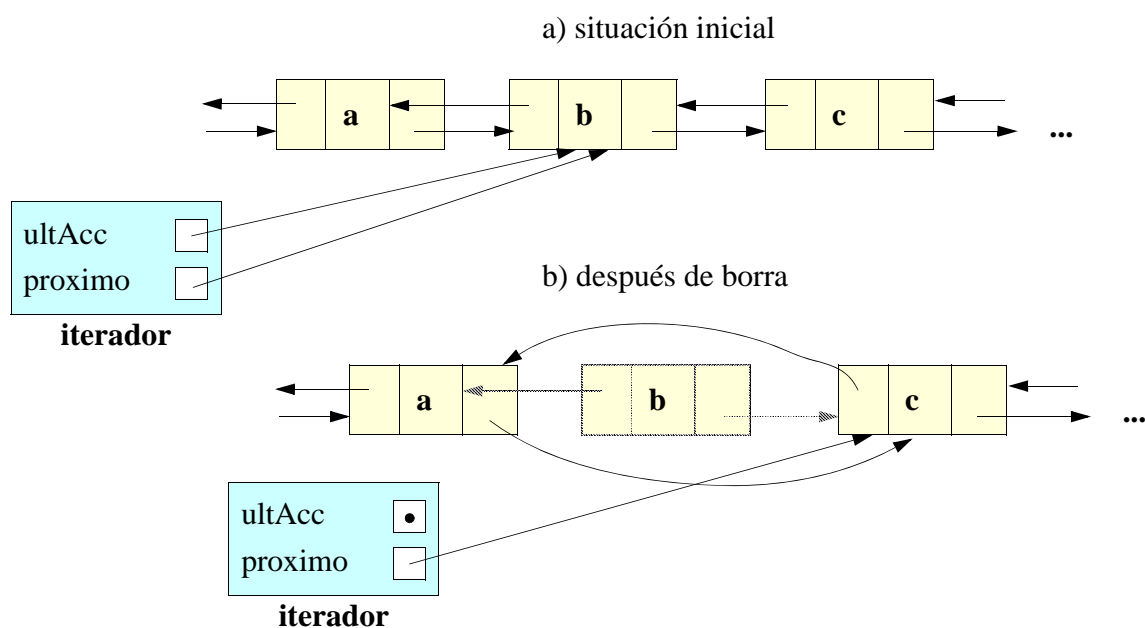 a) situación inicial
a b c ...
ultAcc
proximo
iterador
b) después de borra
a b c ...
ultAcc
proximo
iterador